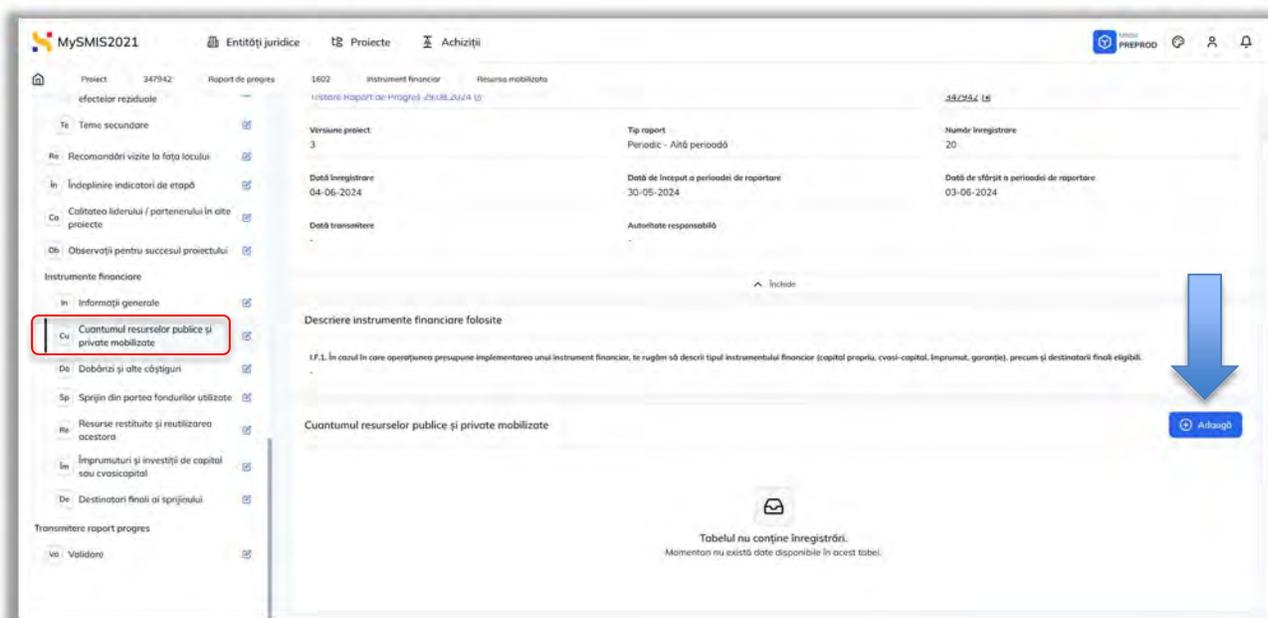 MySMIS2021
Entități juridice
Proiecte
Achiziții
PREPROD
Proiect
347942
Raport de progres
1602
Instrument financiar
Resursa mobilizata
efectelor reziduale
Te Teme secundare
Re Recomandări vizite la fața locului
În Îndeplinire indicatori de etapă
Ca Calitatea liderului / partenerului în alte
proiecte
Ob Observații pentru succesul proiectului
Instrumente financiare
In Informații generale
Cu Cuantumul resurselor publice și
private mobilizate
Do Dobânzi și alte câștiguri
Sp Sprijin din partea fondurilor utilizate
Re Resurse restituite și reutilizarea
acestora
Îm Împrumuturi și investiții de capital
sau cvasicapital
De Destinatari finali ai sprijinului
Transmitere raport progres
Va Validare
Raport de Progres 29.08.2024
347942
Versiune proiect
3
Tip raport
Periodic - Altă perioadă
Număr înregistrare
20
Dată înregistrare
04-06-2024
Dată de început a perioadei de raportare
30-05-2024
Dată de sfârșit a perioadei de raportare
03-06-2024
Dată transmitere
-
Autoritate responsabilă
-
Închide
Descriere instrumente financiare folosite
I.F.1. În cazul în care operațiunea presupune implementarea unui instrument financiar, te rugăm să descrii tipul instrumentului financiar (capital propriu, cvasi-capital, împrumut, garanție), precum și destinatarii finali eligibili.
-
Cuantumul resurselor publice și private mobilizate
Adaugă
Tabelul nu conține înregistrări.
Momentan nu există date disponibile în acest tabel.